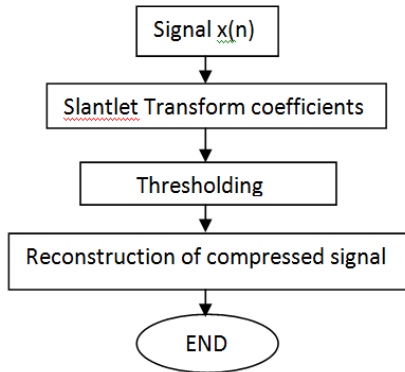 Signal x(n)
Slantlet Transform coefficients
Thresholding
Reconstruction of compressed signal
END